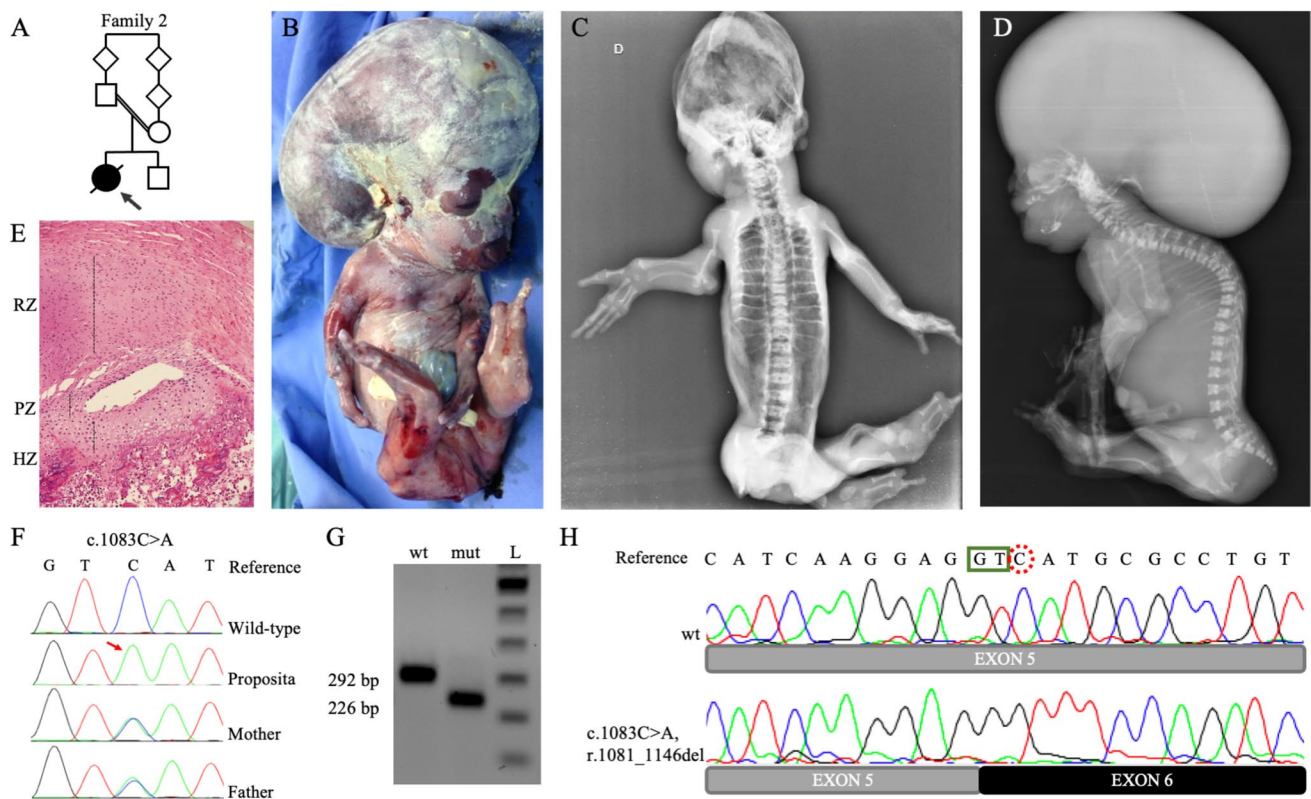 A
Family 2
B
C
D
D
E
RZ
PZ
HZ
F
c.1083C>A
G T C A T Reference
Wild-type
Proposita
Mother
Father
G
wt mut L
292 bp
226 bp
H
Reference C A T C A A G G A G G T C A T G C G C C T G T
wt
EXON 5
c.1083C>A,
r.1081_1146del
EXON 5 EXON 6